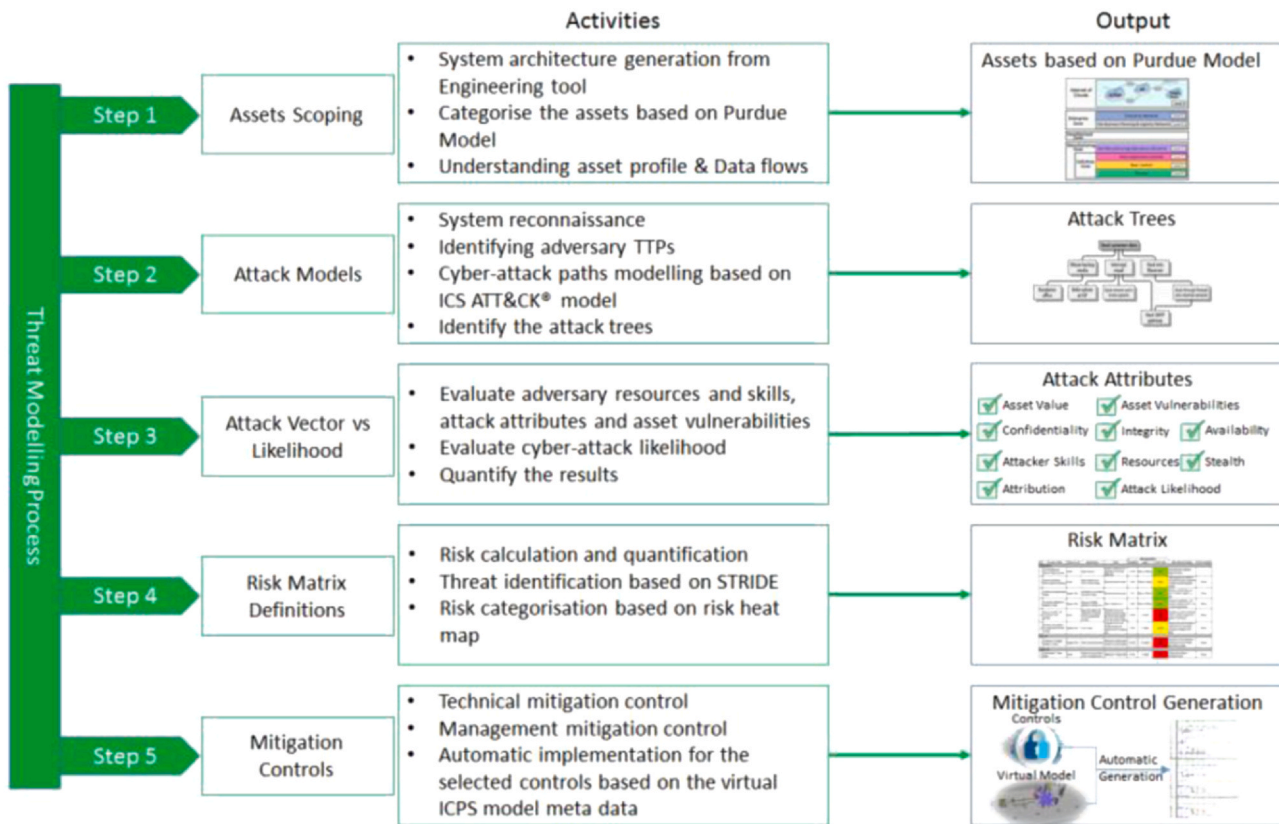 Activities
Output
Threat Modelling Process
Step 1
Assets Scoping
• System architecture generation from
Engineering tool
• Categorise the assets based on Purdue
Model
• Understanding asset profile & Data flows
Assets based on Purdue Model
Step 2
Attack Models
• System reconnaissance
• Identifying adversary TTPs
• Cyber-attack paths modelling based on
ICS ATT&CK® model
• Identify the attack trees
Attack Trees
Step 3
Attack Vector vs
Likelihood
• Evaluate adversary resources and skills,
attack attributes and asset vulnerabilities
• Evaluate cyber-attack likelihood
• Quantify the results
Attack Attributes
Asset Value
Asset Vulnerabilities
Confidentiality
Integrity
Availability
Attacker Skills
Resources
Stealth
Attribution
Attack Likelihood
Step 4
Risk Matrix
Definitions
• Risk calculation and quantification
• Threat identification based on STRIDE
• Risk categorisation based on risk heat
map
Risk Matrix
Step 5
Mitigation
Controls
• Technical mitigation control
• Management mitigation control
• Automatic implementation for the
selected controls based on the virtual
ICPS model meta data
Mitigation Control Generation
Controls
Virtual Model
Automatic
Generation